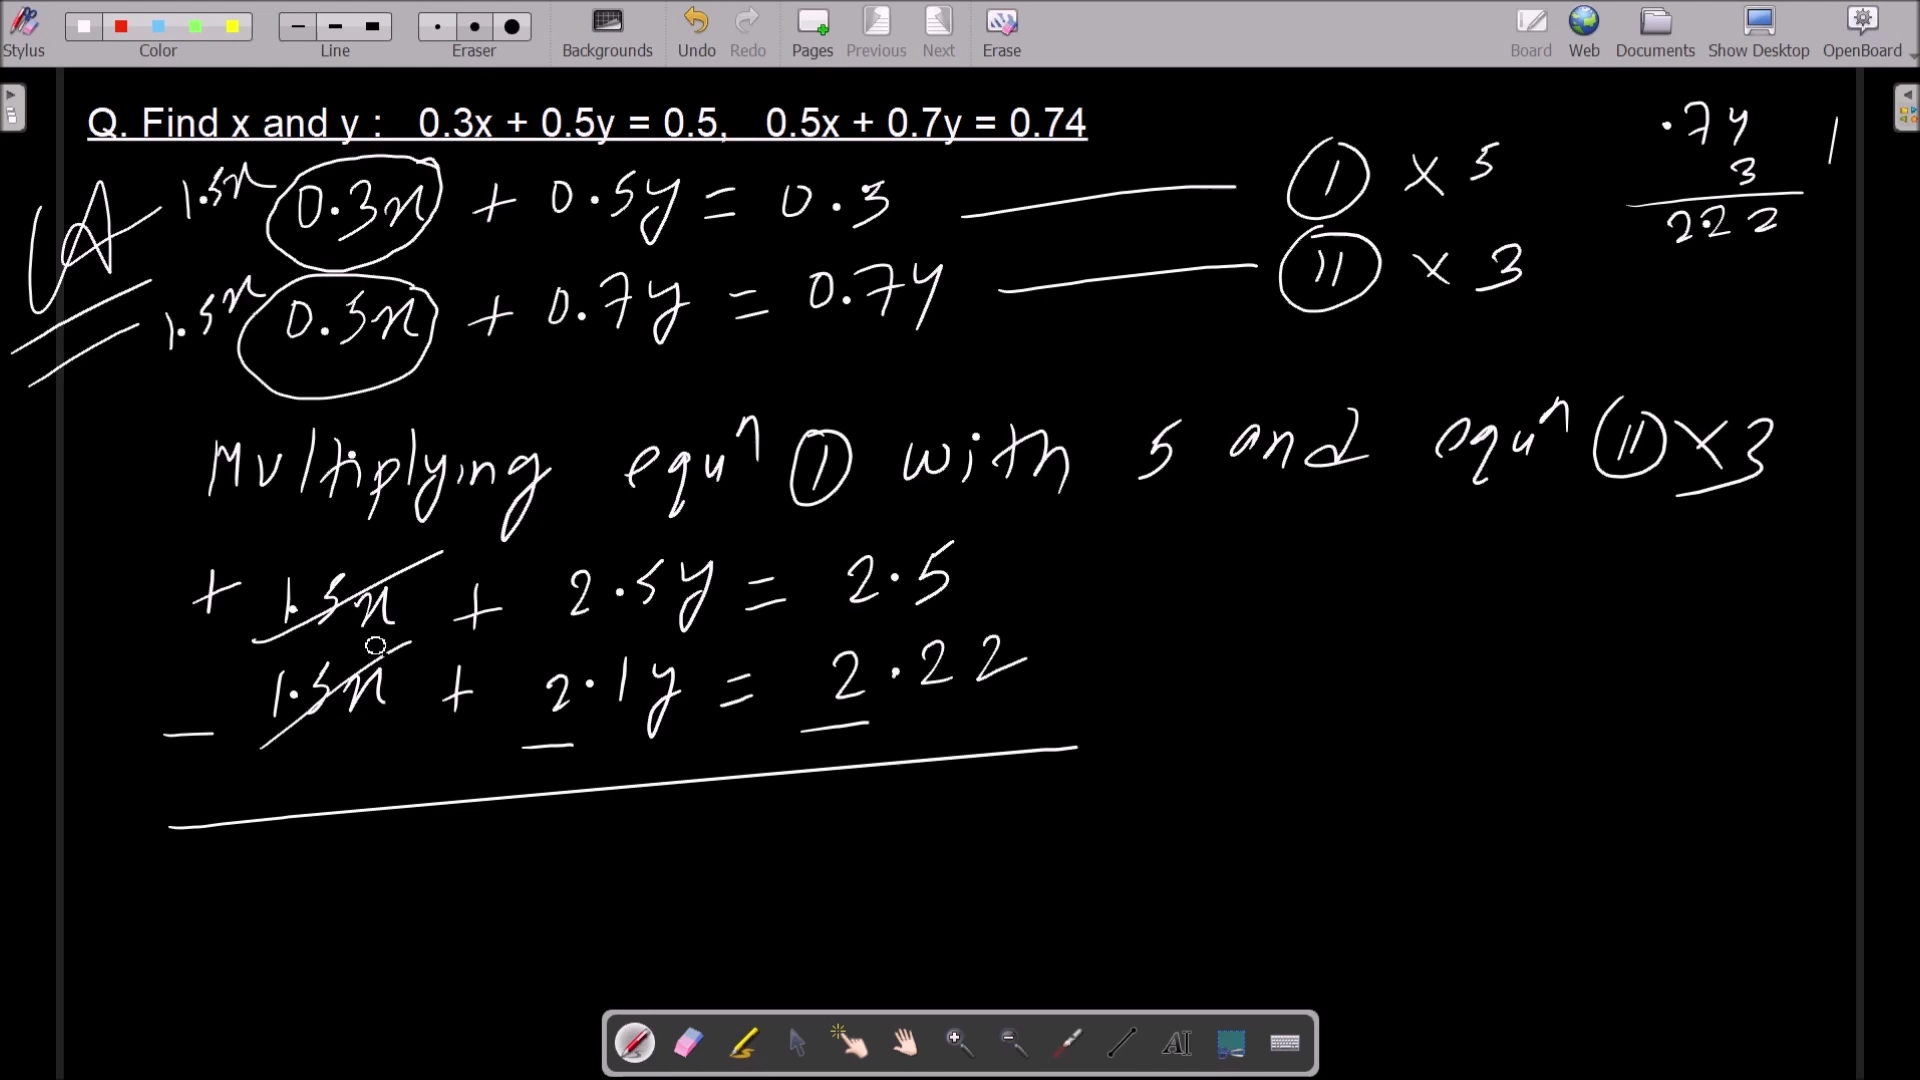 Stylus Color Line Eraser Backgrounds Undo Redo Pages Previous Next Erase Board Web Documents Show Desktop OpenBoard
Q. Find x and y : 0.3x + 0.5y = 0.5, 0.5x + 0.7y = 0.74
A 1.5x 0.3x + 0.5y = 0.5 I × 5
1.5x 0.5x + 0.7y = 0.74 II × 3
.74
3
2.22
Multiplying equⁿ I with 5 and equⁿ II × 3
+ 1.5x + 2.5y = 2.5
1.5x + 2.1y = 2.22
− − −